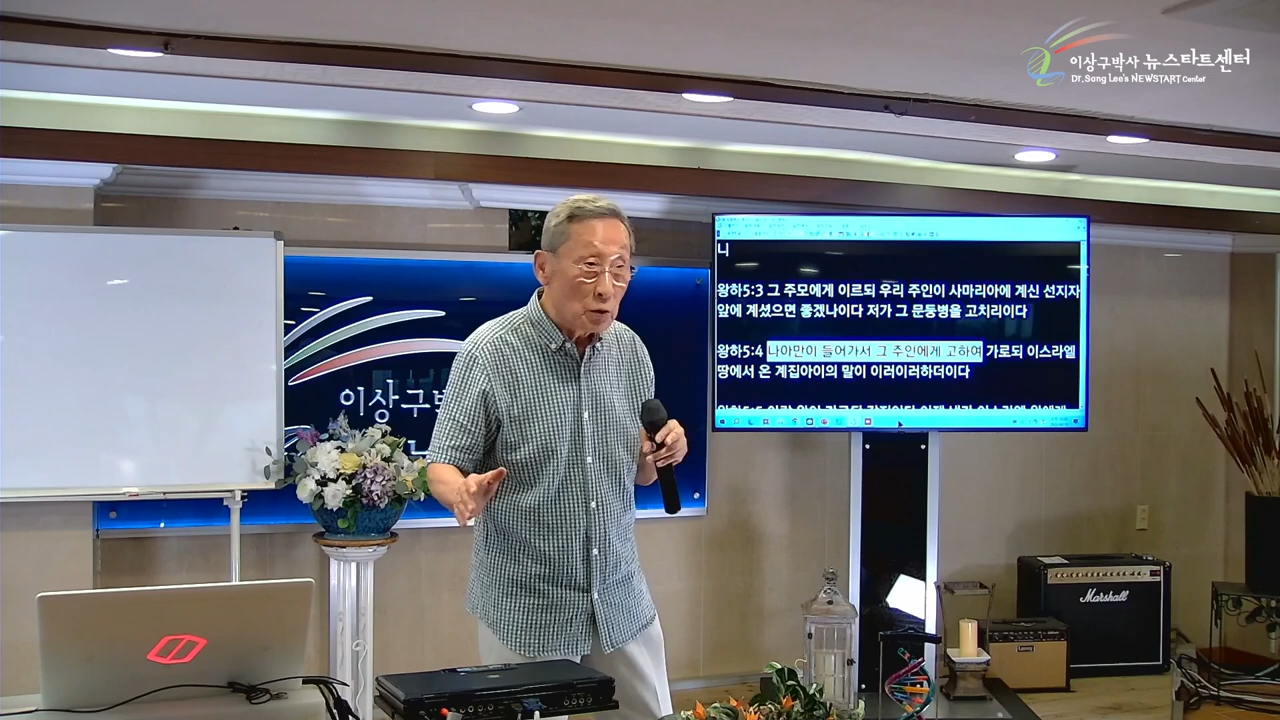 이상구박사 뉴스타트센터
Dr. Sang Lee's NEWSTART Center
니
왕하5:3 그 주모에게 이르되 우리 주인이 사마리아에 계신 선지자
앞에 계셨으면 좋겠나이다 저가 그 문둥병을 고치리이다
왕하5:4 나아만이 들어가서 그 주인에게 고하여 가로되 이스라엘
땅에서 온 계집아이의 말이 이러이러하더이다
이상구
Marshall
Laney